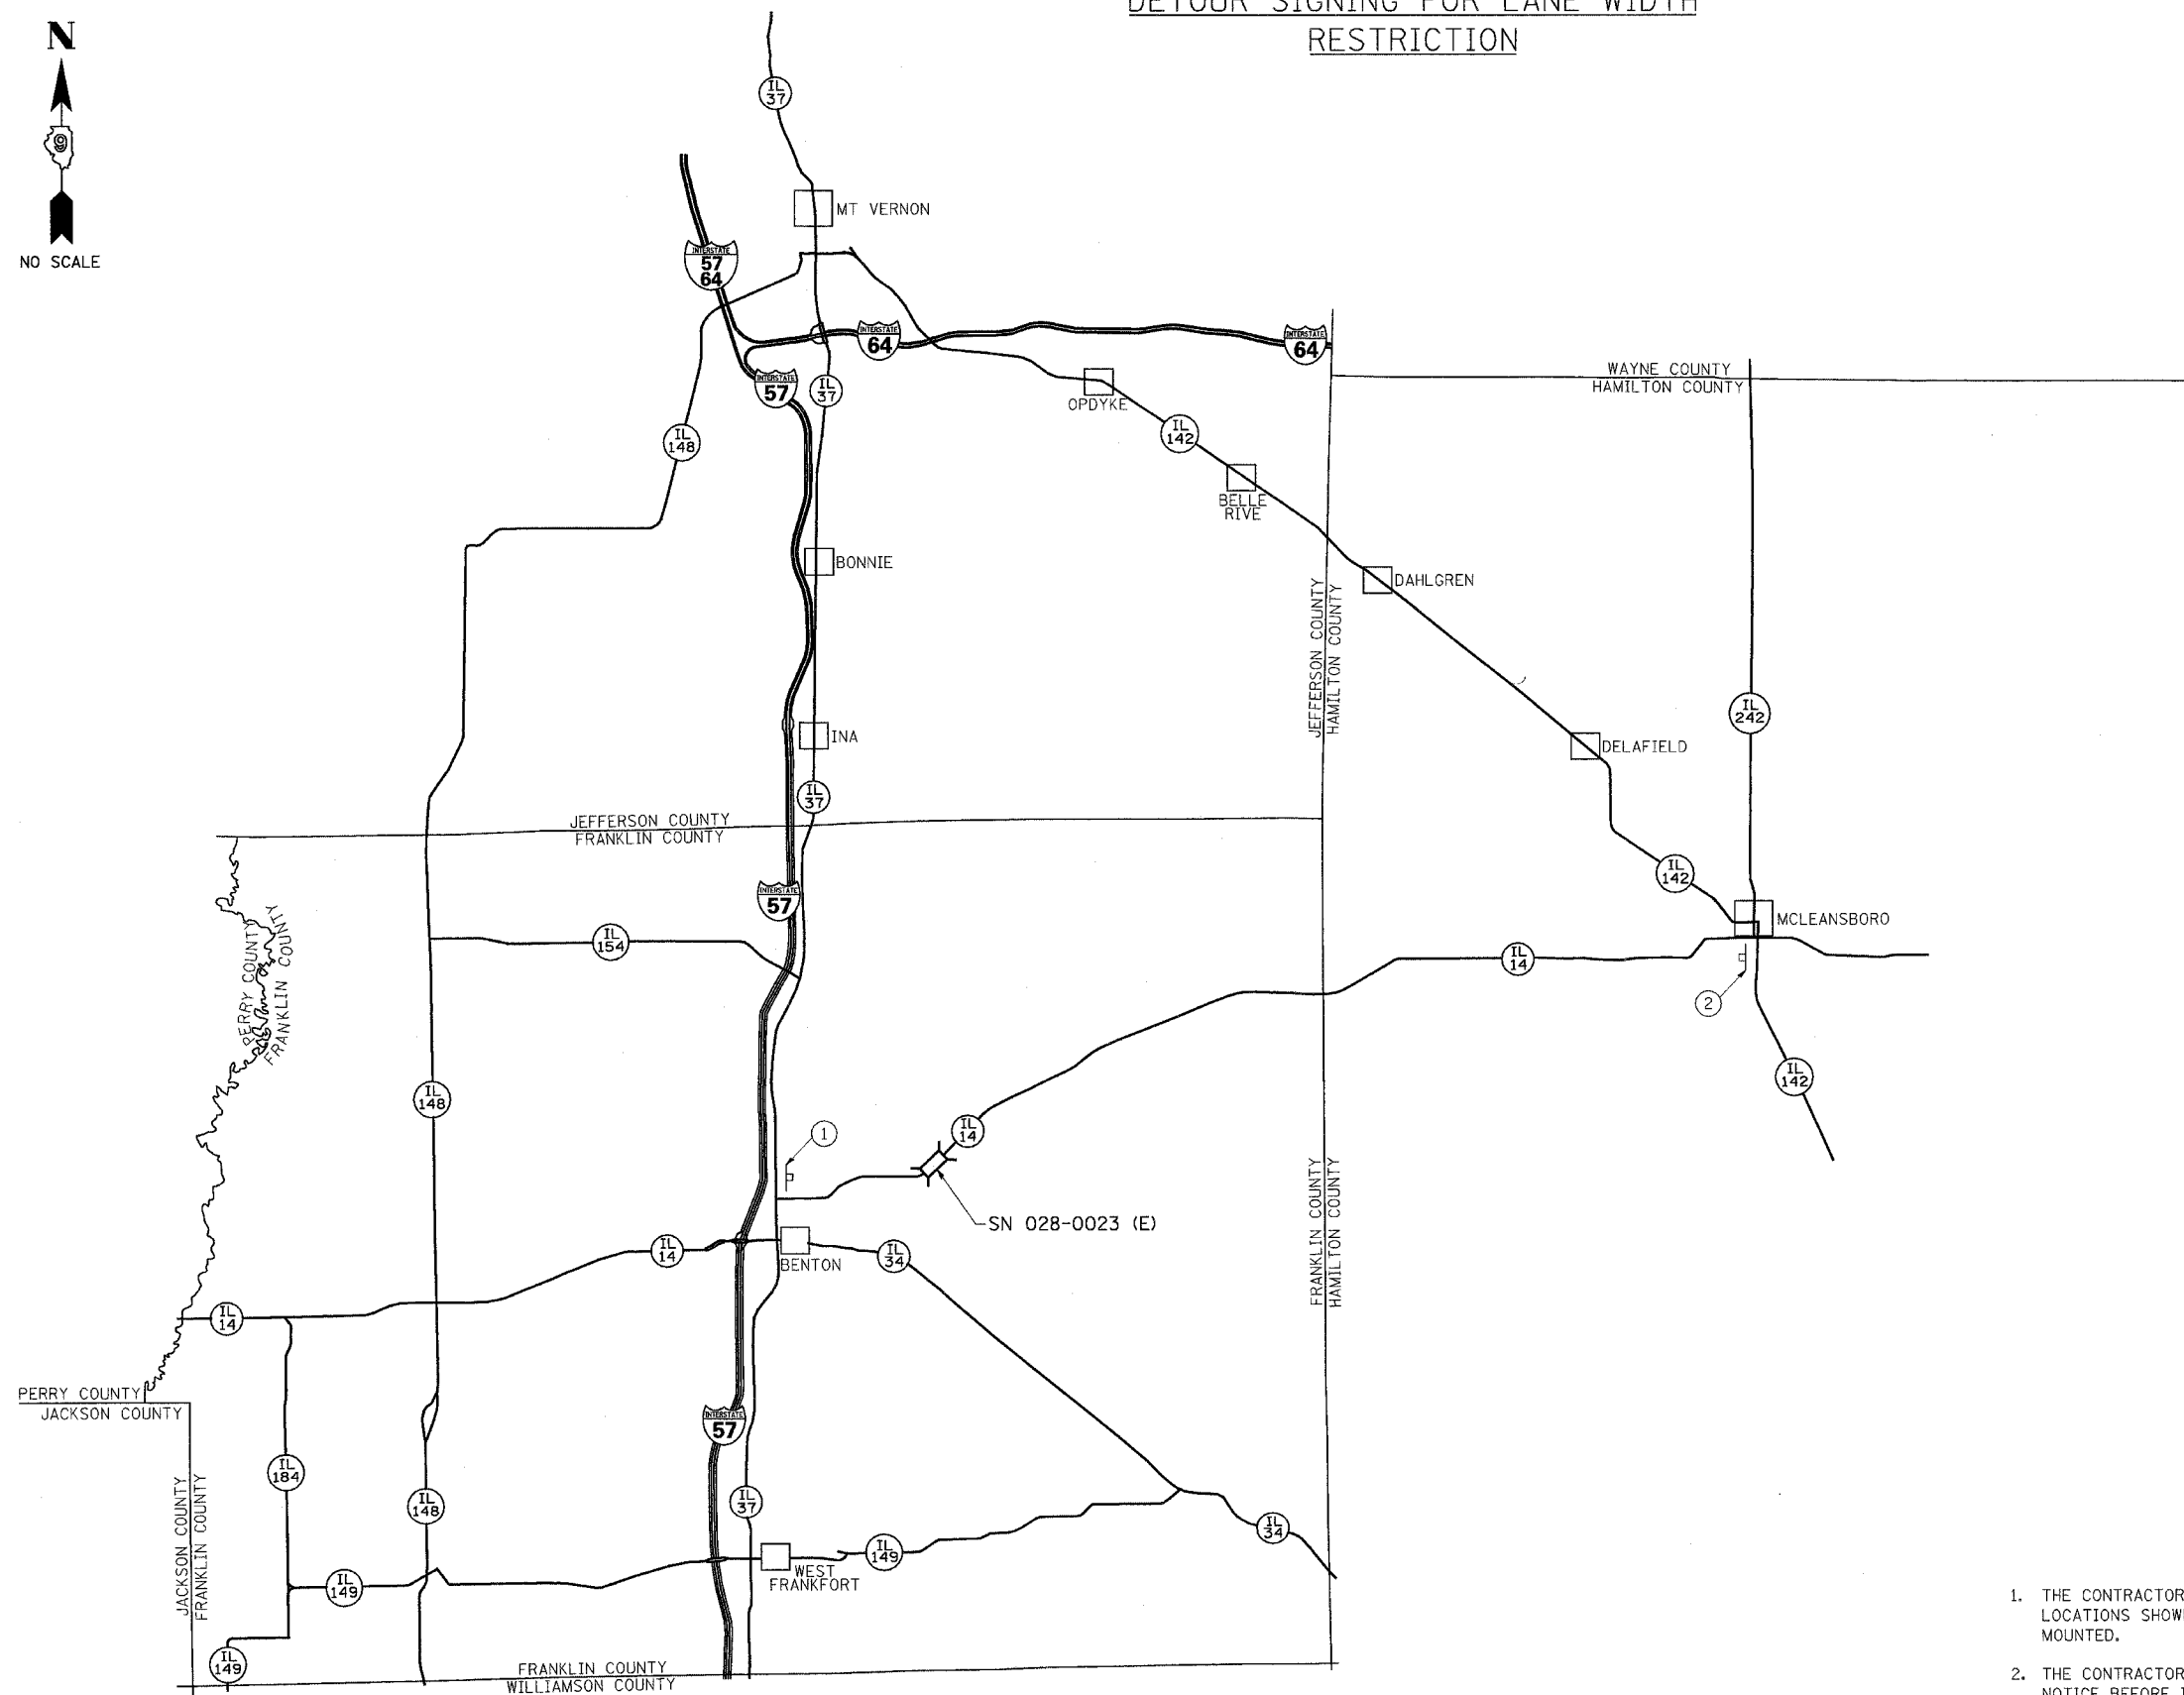 DETOUR SIGNING FOR LANE WIDTH
RESTRICTION
N
9
NO SCALE
IL
37
MT VERNON
INTERSTATE
57
64
INTERSTATE
64
INTERSTATE
64
INTERSTATE
57
IL
37
WAYNE COUNTY
HAMILTON COUNTY
OPDYKE
IL
142
IL
148
BELLE
RIVE
BONNIE
DAHLGREN
JEFFERSON COUNTY
HAMILTON COUNTY
IL
242
INA
DELAFIELD
IL
37
JEFFERSON COUNTY
FRANKLIN COUNTY
IL
142
INTERSTATE
57
MCLEANSBORO
PERRY COUNTY
FRANKLIN COUNTY
IL
154
IL
14
2
IL
142
IL
148
1
IL
14
SN 028-0023 (E)
FRANKLIN COUNTY
HAMILTON COUNTY
IL
14
IL
34
BENTON
IL
14
PERRY COUNTY
JACKSON COUNTY
INTERSTATE
57
IL
184
IL
148
IL
37
JACKSON COUNTY
FRANKLIN COUNTY
IL
34
IL
149
WEST
FRANKFORT
IL
149
IL
149
FRANKLIN COUNTY
WILLIAMSON COUNTY
1. THE CONTRACTOR
LOCATIONS SHOW
MOUNTED.
2. THE CONTRACTOR
NOTICE BEFORE